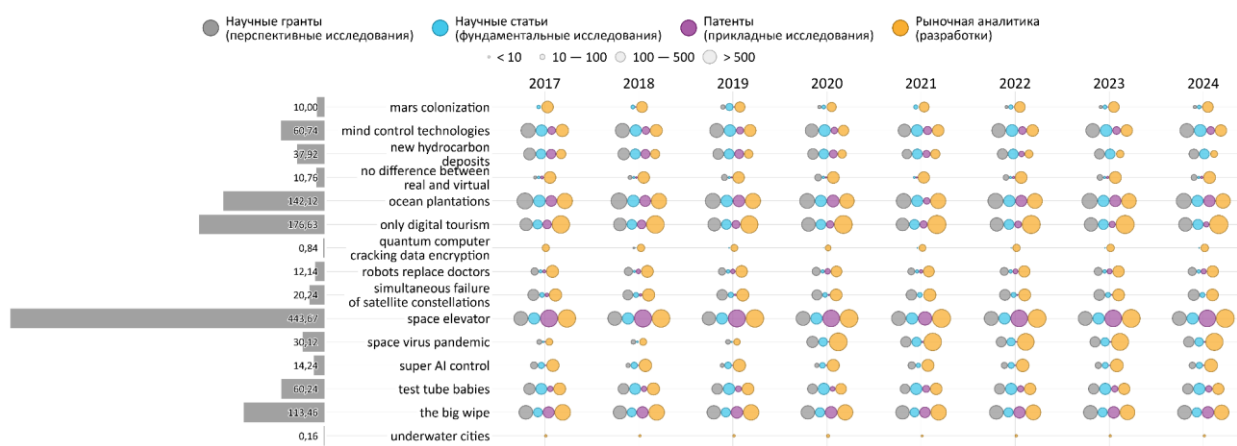 Научные гранты
(перспективные исследования)
Научные статьи
(фундаментальные исследования)
Патенты
(прикладные исследования)
Рыночная аналитика
(разработки)
< 10 10 — 100 100 — 500 > 500
2017 2018 2019 2020 2021 2022 2023 2024
10,00 mars colonization
60,74 mind control technologies
37,92 new hydrocarbon
deposits
10,76 no difference between
real and virtual
142,12 ocean plantations
176,63 only digital tourism
0,84 quantum computer
cracking data encryption
12,14 robots replace doctors
20,24 simultaneous failure
of satellite constellations
443,67 space elevator
30,12 space virus pandemic
14,24 super AI control
60,24 test tube babies
113,46 the big wipe
0,16 underwater cities